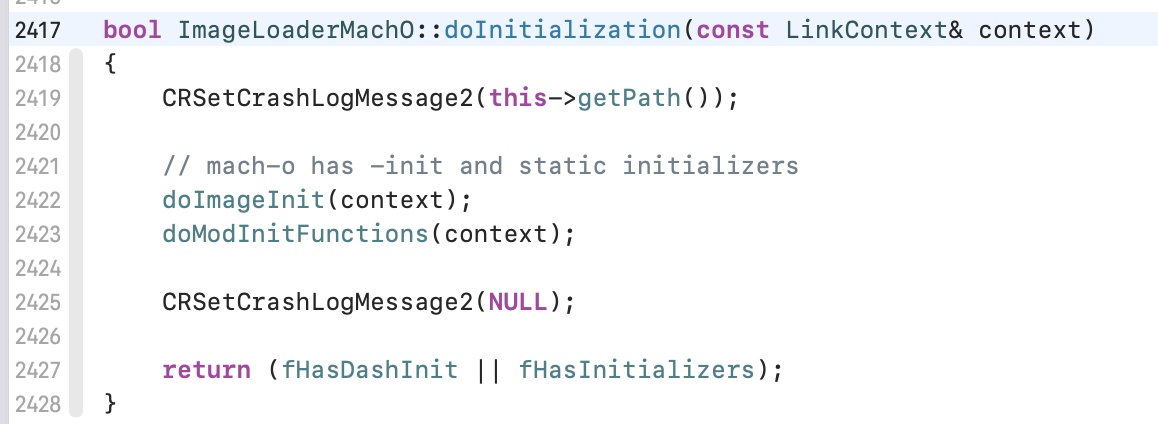 2417 bool ImageLoaderMachO::doInitialization(const LinkContext& context)
2418 {
2419     CRSetCrashLogMessage2(this->getPath());
2420
2421     // mach-o has -init and static initializers
2422     doImageInit(context);
2423     doModInitFunctions(context);
2424
2425     CRSetCrashLogMessage2(NULL);
2426
2427     return (fHasDashInit || fHasInitializers);
2428 }